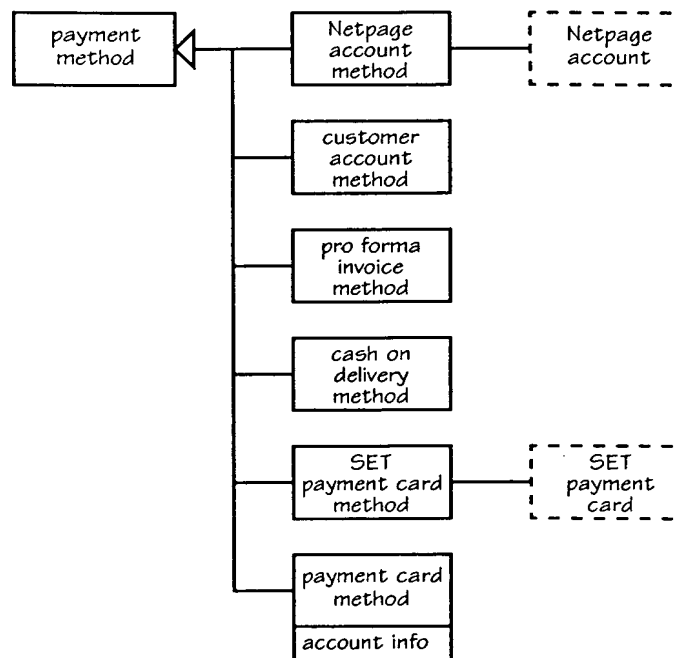 payment
method
Netpage
account
method
Netpage
account
customer
account
method
pro forma
invoice
method
cash on
delivery
method
SET
payment card
method
SET
payment
card
payment card
method
account info